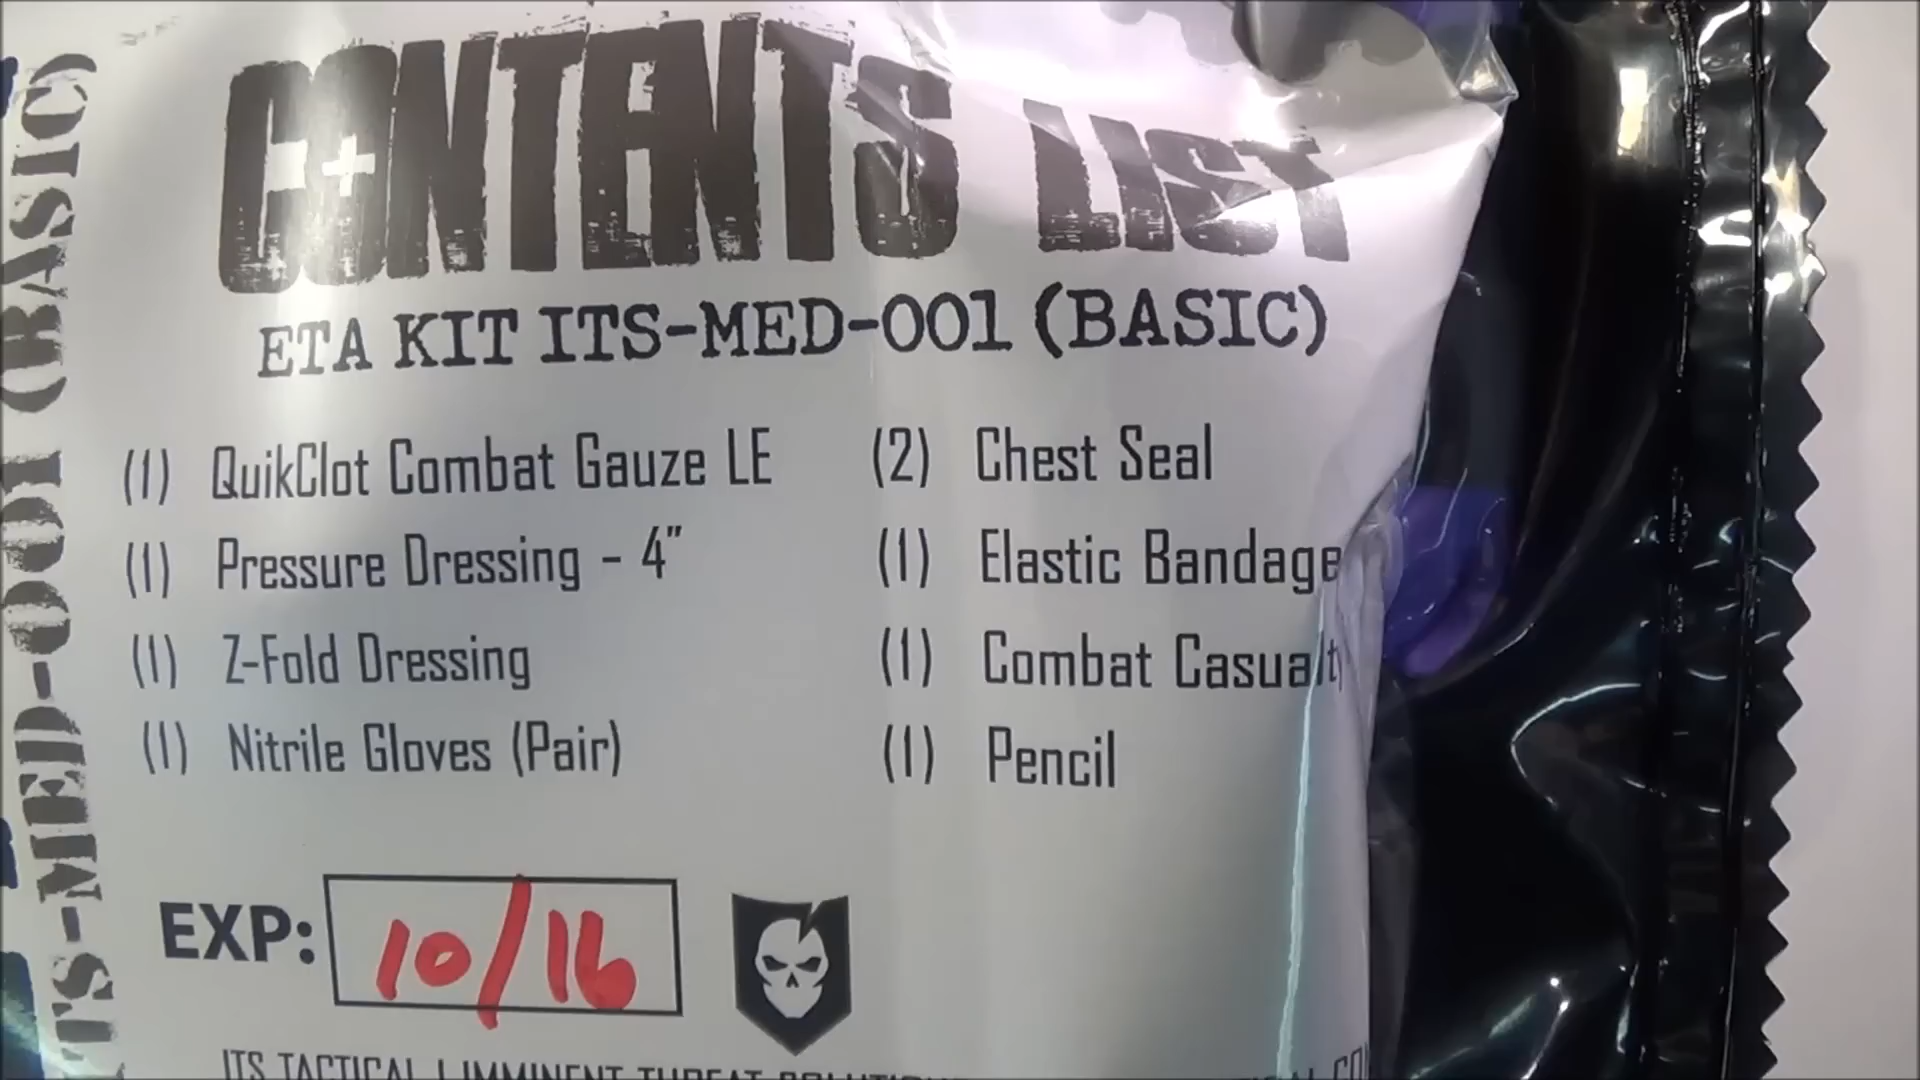 CONTENTS LIST
ETA KIT ITS-MED-001 (BASIC)
(1) QuikClot Combat Gauze LE
(1) Pressure Dressing - 4"
(1) Z-Fold Dressing
(1) Nitrile Gloves (Pair)
(2) Chest Seal
(1) Elastic Bandage
(1) Combat Casualty
(1) Pencil
EXP: 10/16
ITS TACTICAL | IMMINENT THREAT
ITS-MED-001 (BASIC)